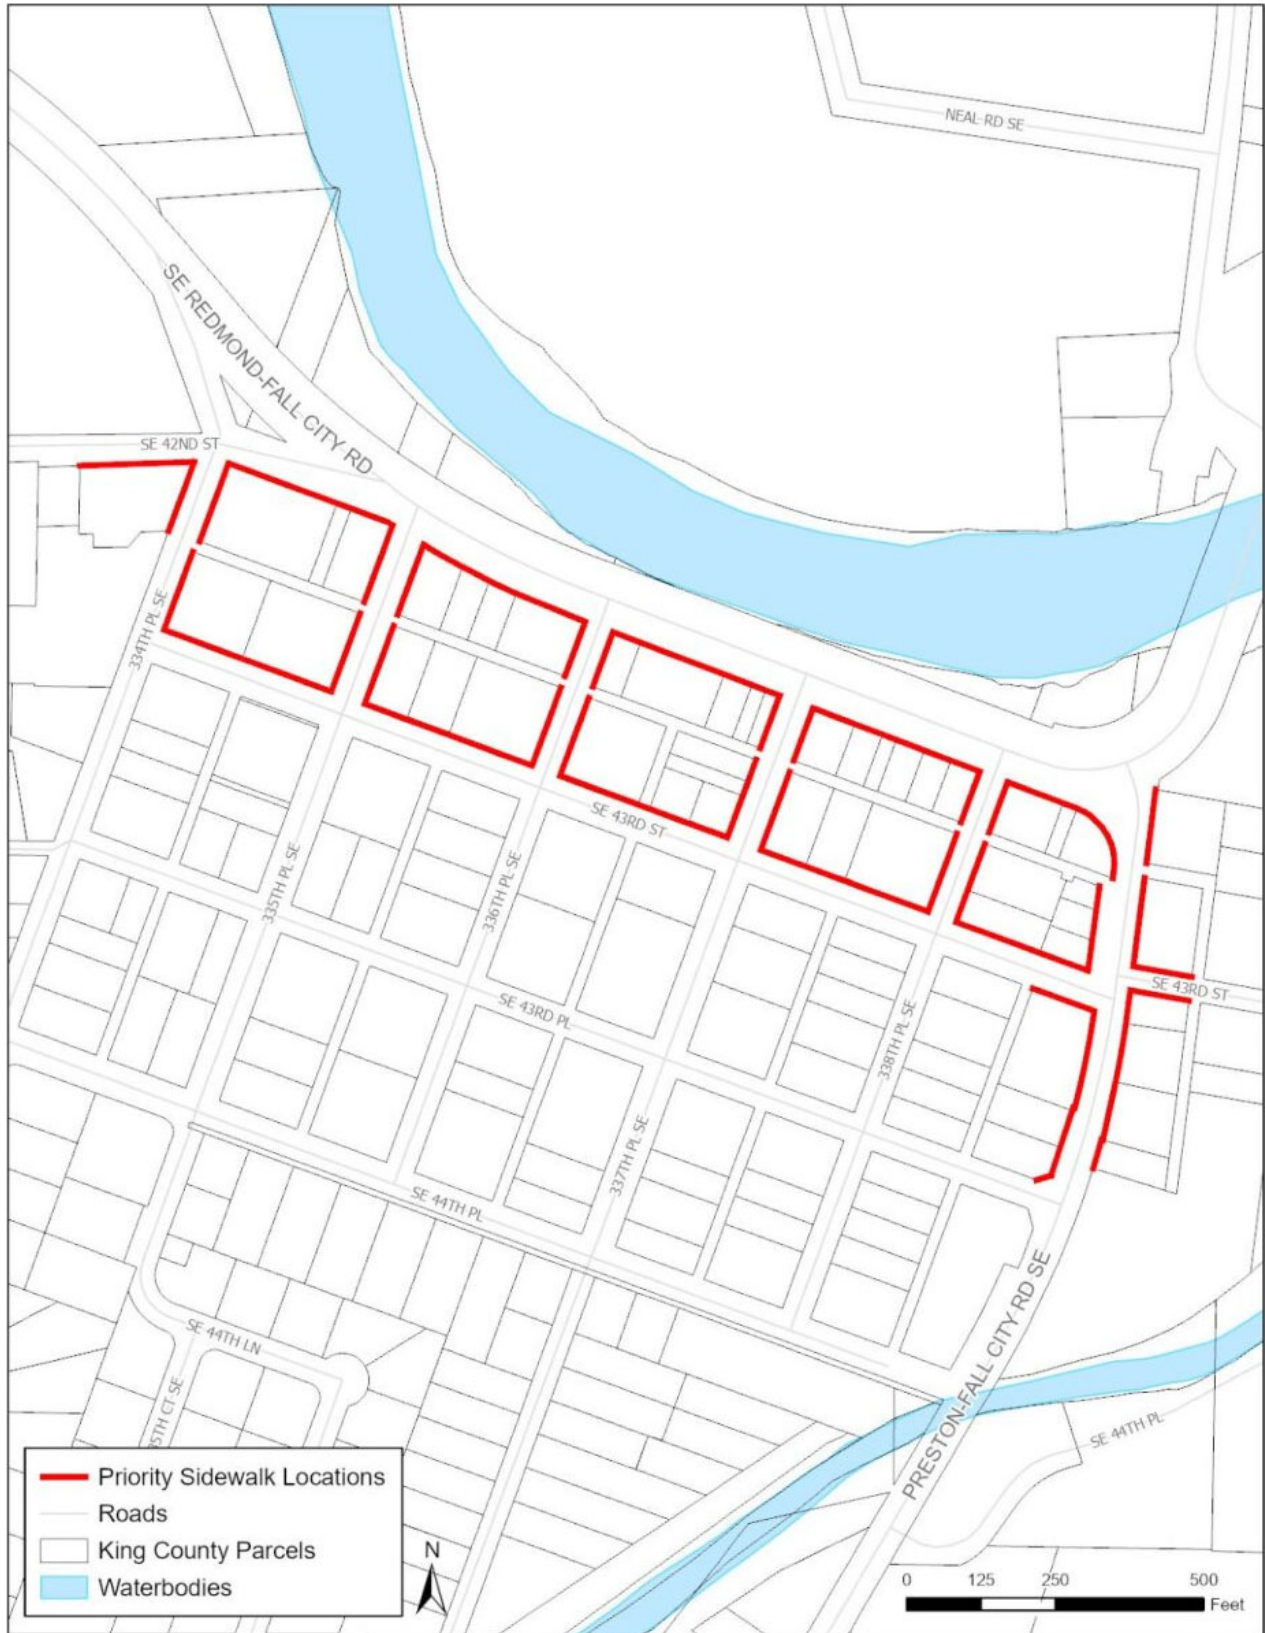 NEAL RD SE
SE REDMOND-FALL CITY RD
SE 42ND ST
334TH PL SE
SE 43RD ST
335TH PL SE
336TH PL SE
SE 43RD ST
SE 43RD PL
338TH PL SE
337TH PL SE
SE 44TH PL
SE 44TH LN
35TH CT SE
PRESTON-FALL CITY RD SE
SE 44TH PL
Priority Sidewalk Locations
Roads
King County Parcels
Waterbodies
N
0 125 250 500
Feet